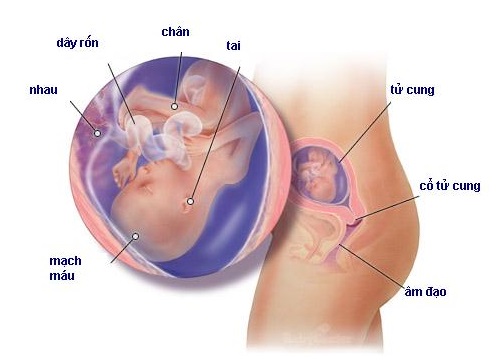 chân
dây rốn
tai
nhau
tử cung
cổ tử cung
mạch
máu
âm đạo